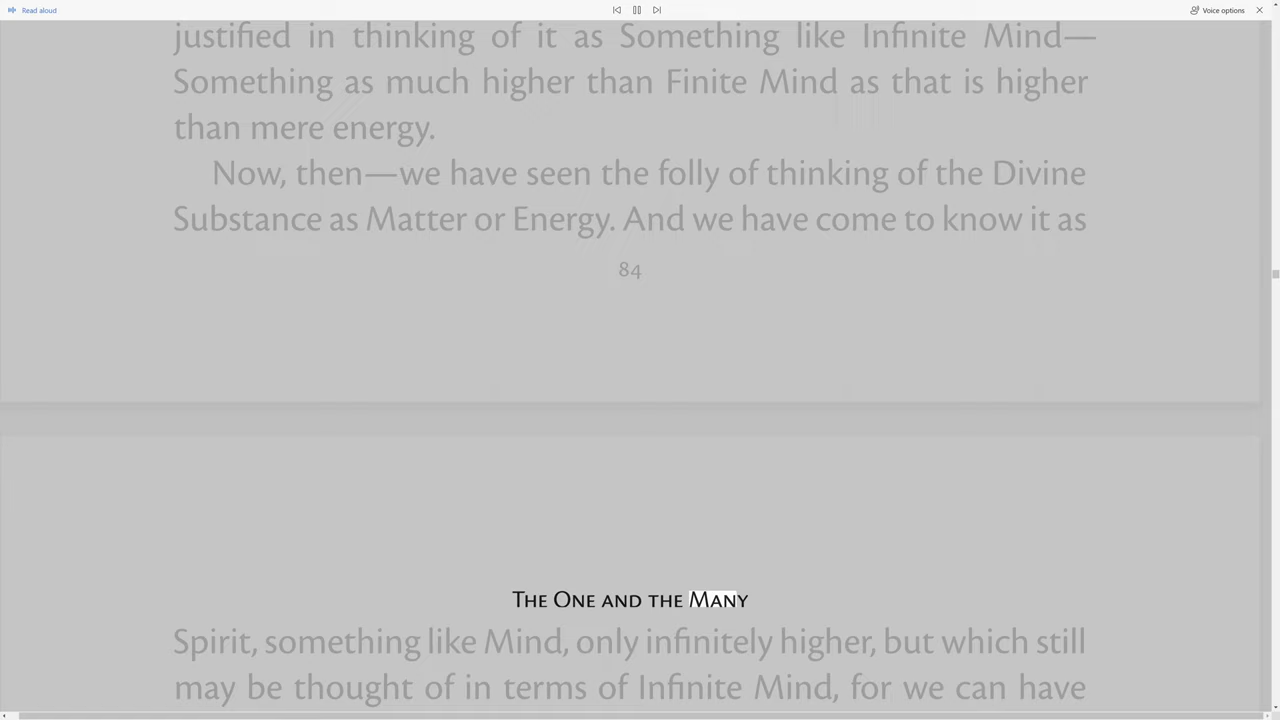 Read aloud
Voice options
justified in thinking of it as Something like Infinite Mind—
Something as much higher than Finite Mind as that is higher
than mere energy.
Now, then—we have seen the folly of thinking of the Divine
Substance as Matter or Energy. And we have come to know it as
84
The One and the Many
Spirit, something like Mind, only infinitely higher, but which still
may be thought of in terms of Infinite Mind, for we can have